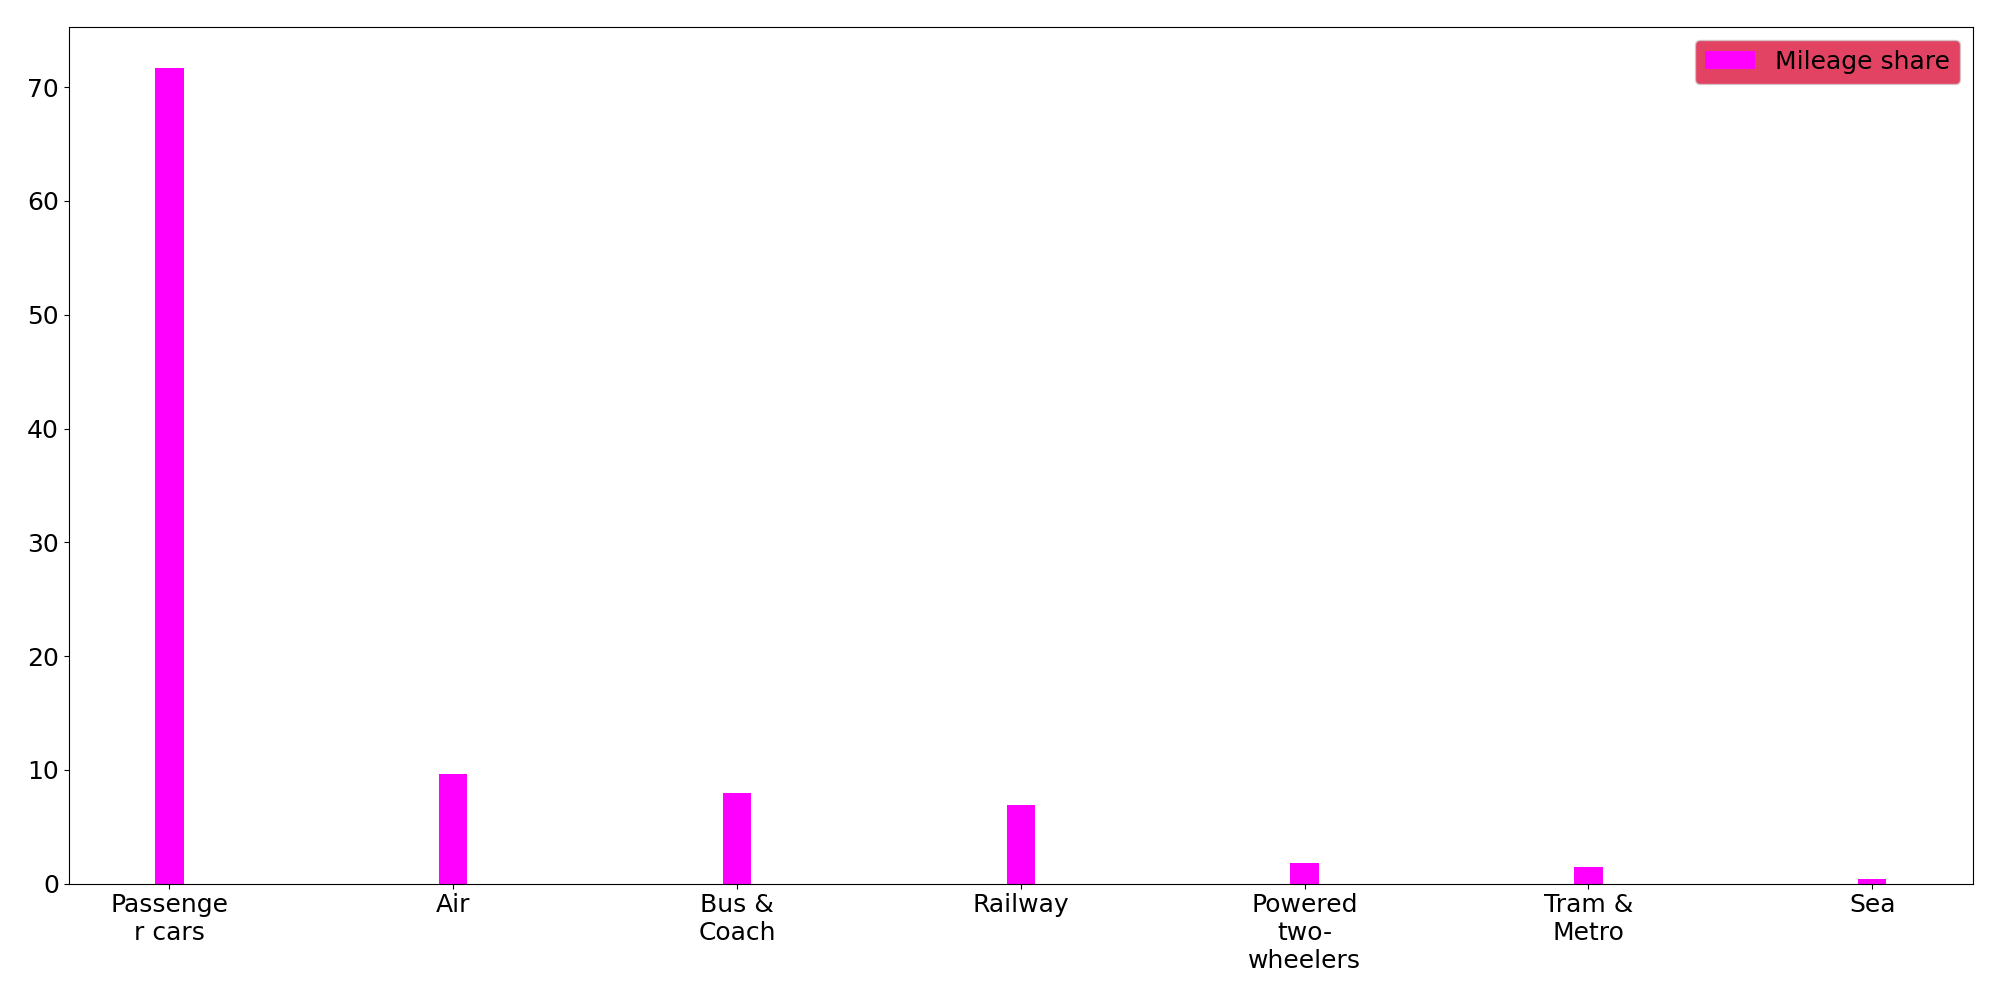 Mileage share
70
60
50
40
30
20
10
0
Passenge
r cars
Air
Bus &
Coach
Railway
Powered
two-
wheelers
Tram &
Metro
Sea